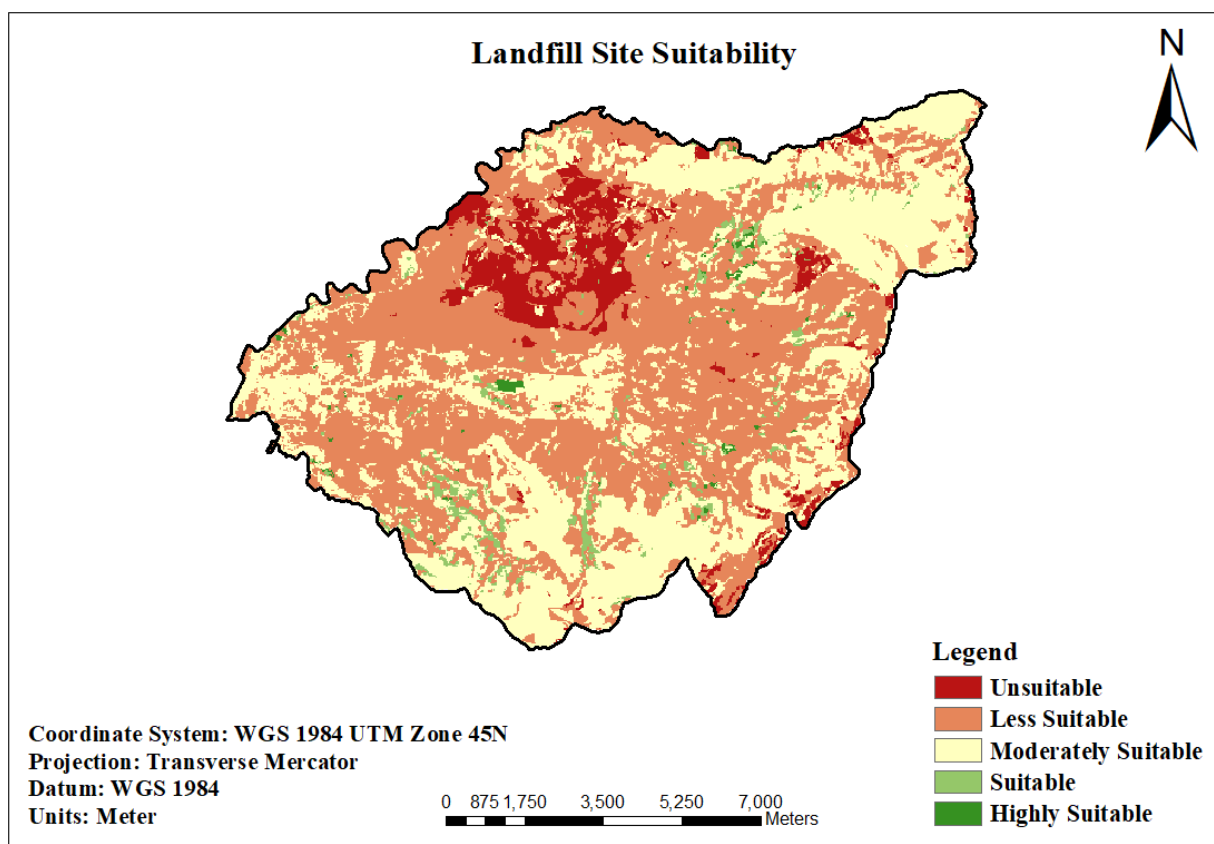 Landfill Site Suitability
N
Legend
Unsuitable
Less Suitable
Moderately Suitable
Suitable
Highly Suitable
Coordinate System: WGS 1984 UTM Zone 45N
Projection: Transverse Mercator
Datum: WGS 1984
Units: Meter
0 875 1,750 3,500 5,250 7,000
Meters